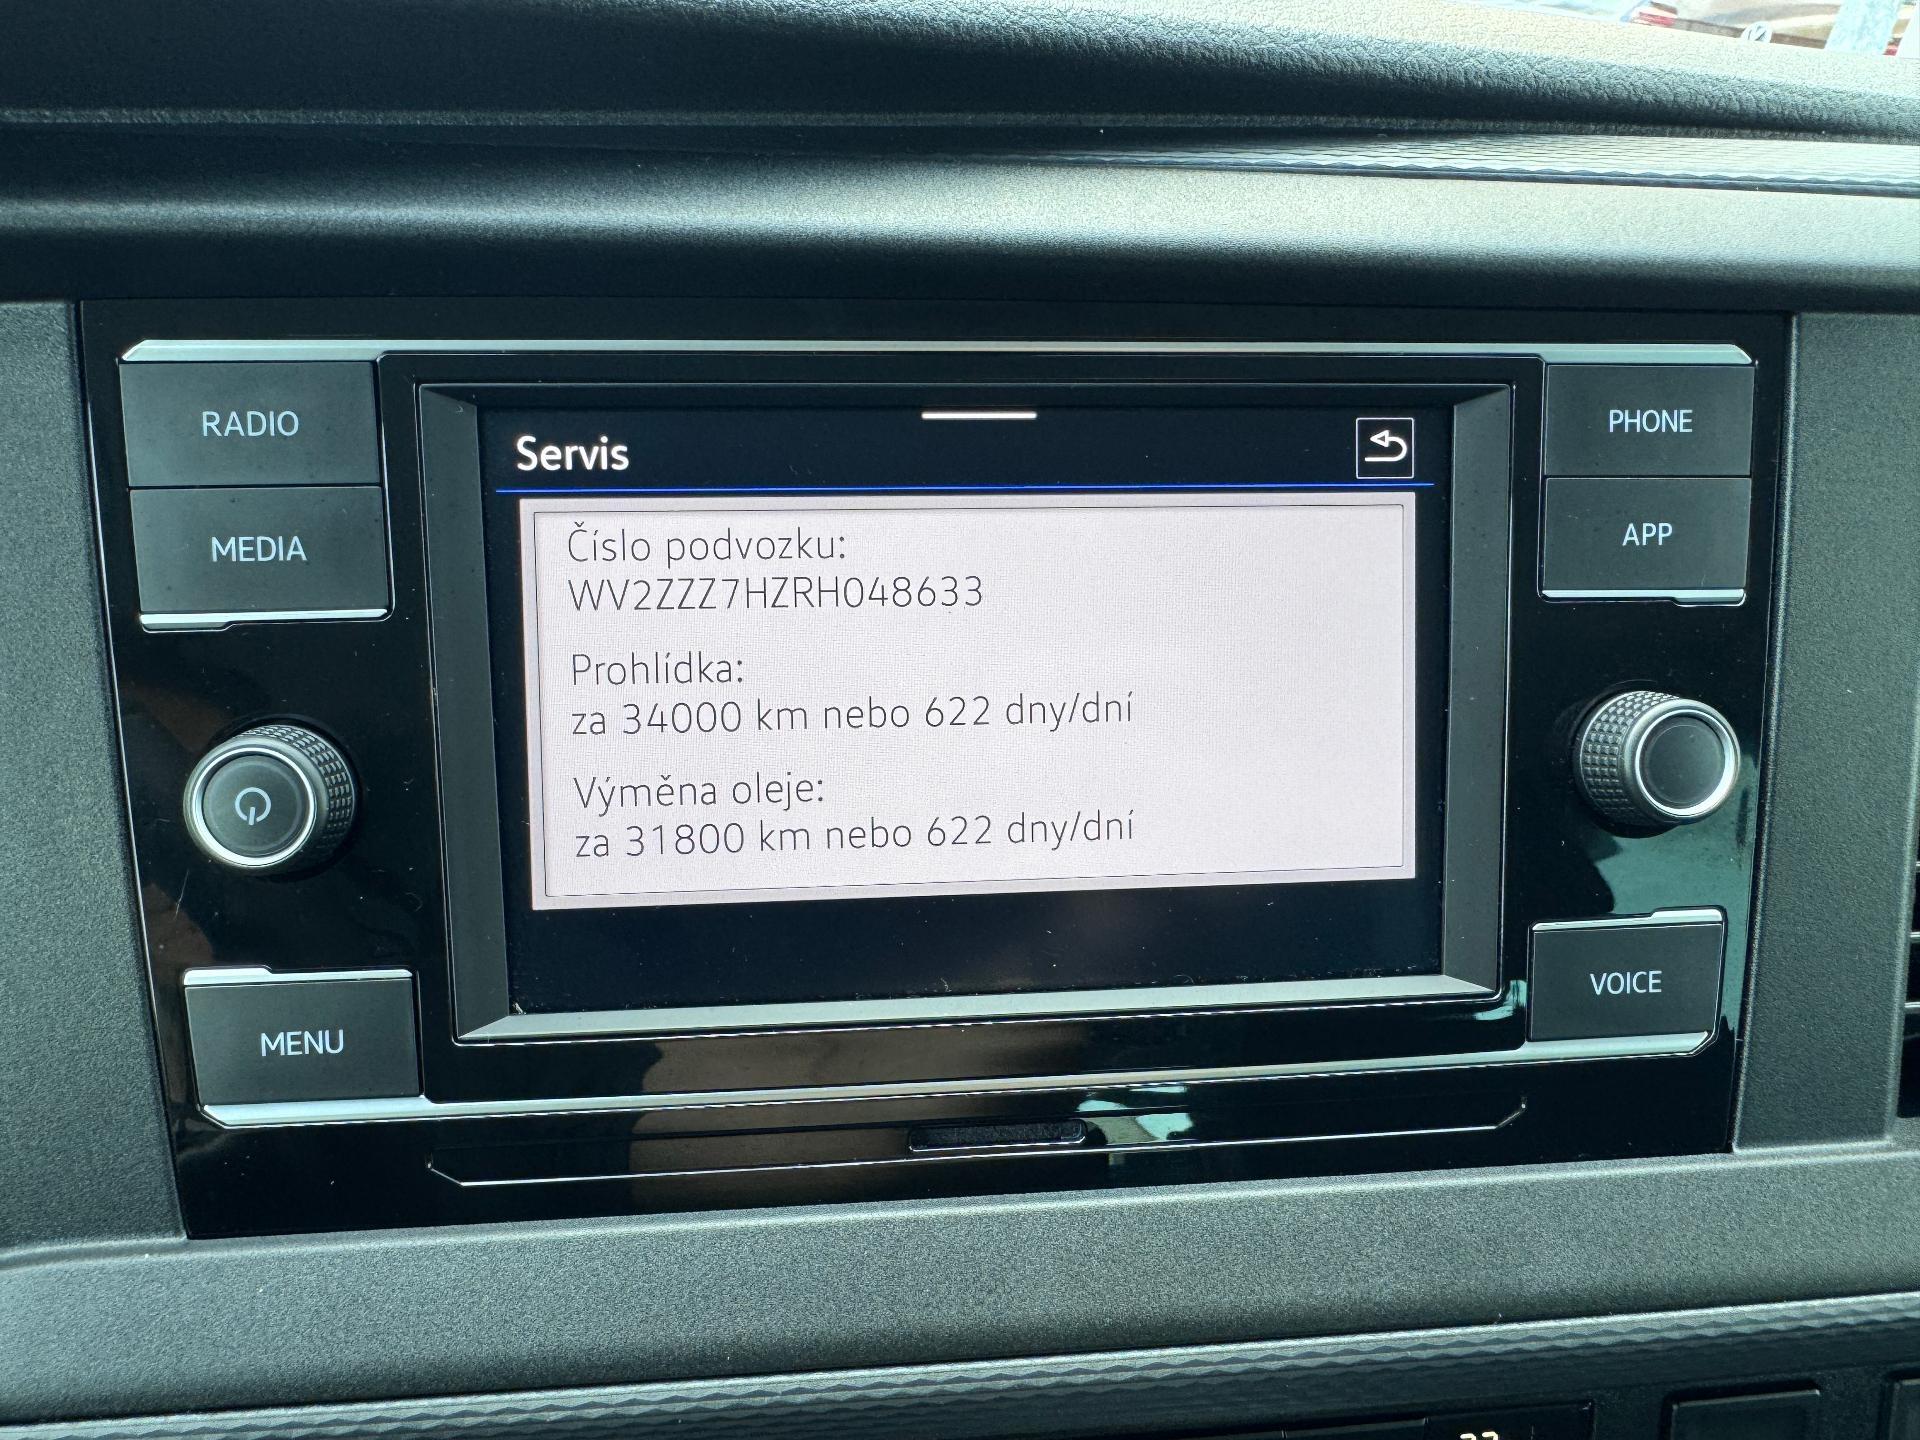 RADIO
MEDIA
MENU
Servis
Číslo podvozku:
WV2ZZZ7HZRH048633
Prohlídka:
za 34000 km nebo 622 dny/dní
Výměna oleje:
za 31800 km nebo 622 dny/dní
PHONE
APP
VOICE